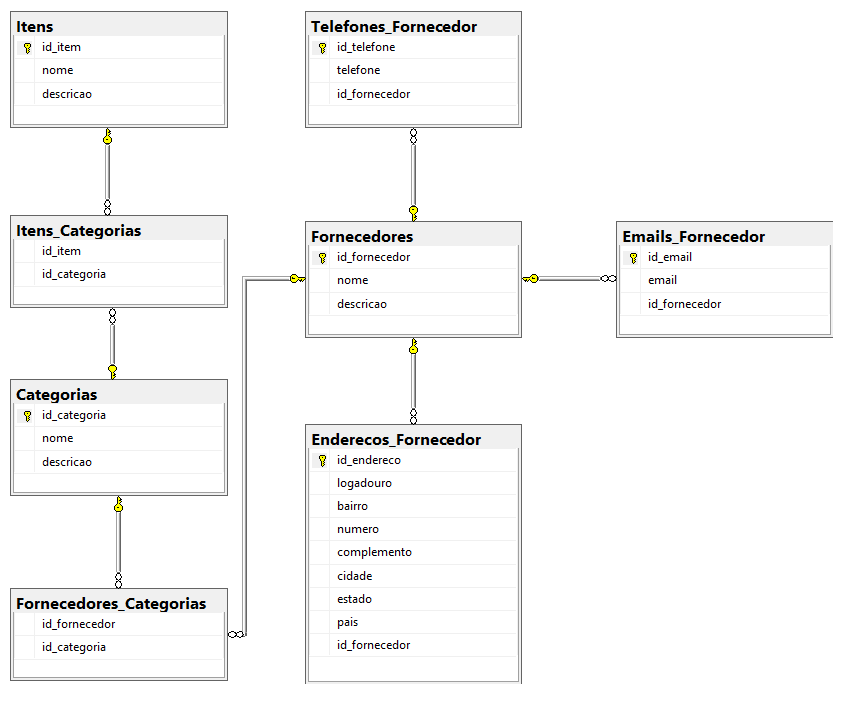 Itens
id_item
nome
descricao
Itens_Categorias
id_item
id_categoria
Categorias
id_categoria
nome
descricao
Fornecedores_Categorias
id_fornecedor
id_categoria
Telefones_Fornecedor
id_telefone
telefone
id_fornecedor
Fornecedores
id_fornecedor
nome
descricao
Enderecos_Fornecedor
id_endereco
logadouro
bairro
numero
complemento
cidade
estado
pais
id_fornecedor
Emails_Fornecedor
id_email
email
id_fornecedor